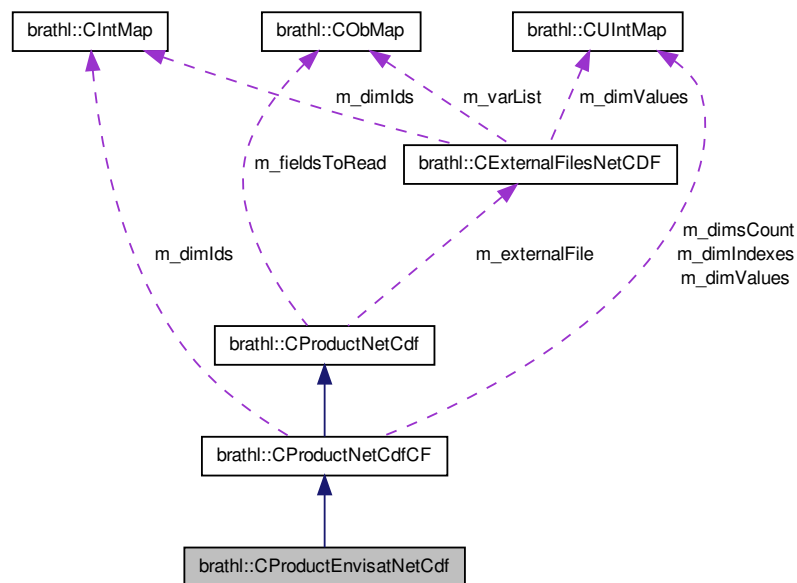 brathl::CIntMap
brathl::CObMap
brathl::CUIntMap
m_dimIds
m_varList
m_dimValues
m_fieldsToRead
brathl::CExternalFilesNetCDF
m_dimIds
m_externalFile
m_dimsCount
m_dimIndexes
m_dimValues
brathl::CProductNetCdf
brathl::CProductNetCdfCF
brathl::CProductEnvisatNetCdf